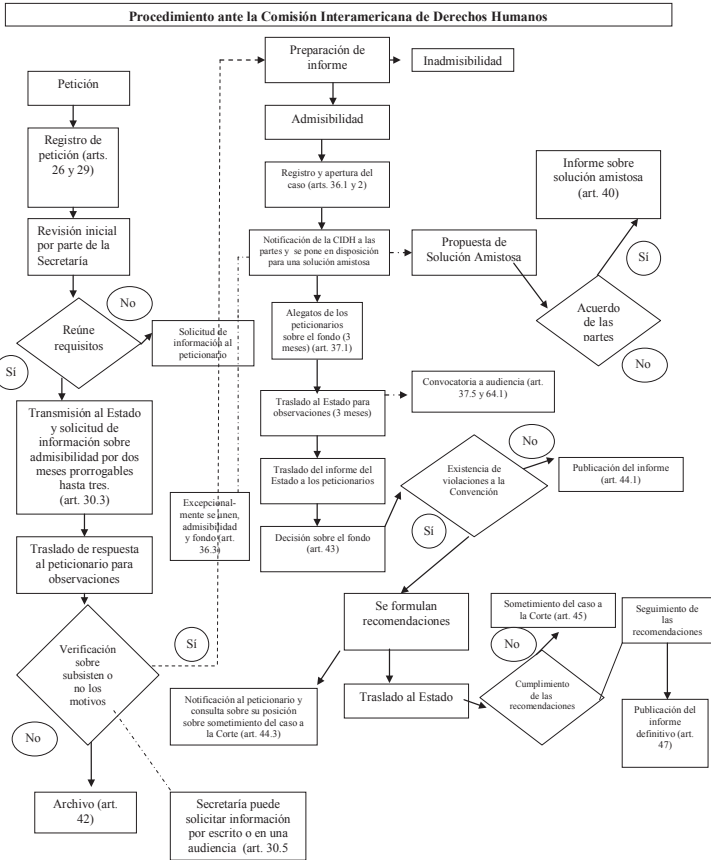 Procedimiento ante la Comisión Interamericana de Derechos Humanos
Petición
Registro de
petición (arts.
26 y 29)
Revisión inicial
por parte de la
Secretaría
No
Reúne
requisitos
Solicitud de
información al
peticionario
Sí
Transmisión al Estado
y solicitud de
información sobre
admisibilidad por dos
meses prorrogables
hasta tres.
(art. 30.3)
Traslado de respuesta
al peticionario para
observaciones
Verificación
sobre
subsisten o
no los
motivos
Sí
No
Archivo (art.
42)
Secretaría puede
solicitar información
por escrito o en una
audiencia (art. 30.5
Preparación de
informe
Inadmisibilidad
Admisibilidad
Registro y apertura del
caso (arts. 36.1 y 2)
Notificación de la CIDH a las
partes y se pone en disposición
para una solución amistosa
Propuesta de
Solución Amistosa
Informe sobre
solución amistosa
(art. 40)
Sí
Acuerdo
de las
partes
No
Alegatos de los
peticionarios
sobre el fondo (3
meses) (art. 37.1)
Traslado al Estado para
observaciones (3 meses)
Convocatoria a audiencia (art.
37.5 y 64.1)
Traslado del informe del
Estado a los peticionarios
Excepcional-
mente se unen,
admisibilidad
y fondo (art.
36.3)
Decisión sobre el fondo
(art. 43)
Existencia de
violaciones a la
Convención
No
Publicación del informe
(art. 44.1)
Sí
Se formulan
recomendaciones
Notificación al peticionario y
consulta sobre su posición
sobre sometimiento del caso a
la Corte (art. 44.3)
Traslado al Estado
Cumplimiento
de las
recomendaciones
No
Sometimiento del caso a
la Corte (art. 45)
Seguimiento de
las
recomendaciones
Publicación del
informe
definitivo (art.
47)